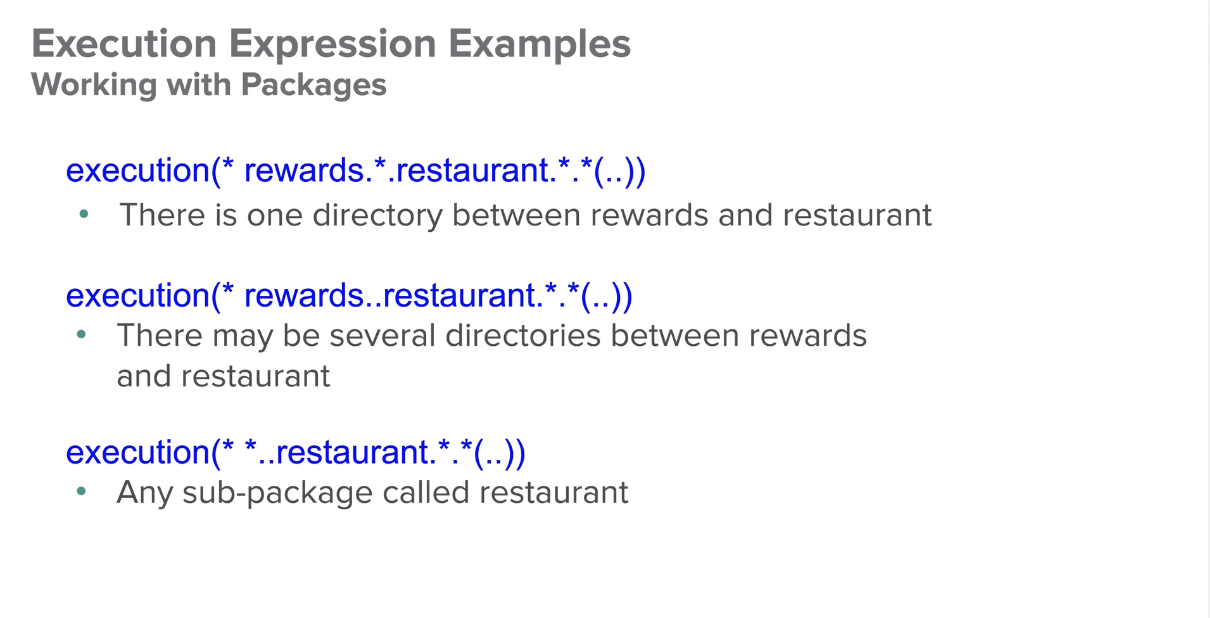 Execution Expression Examples
Working with Packages
execution(* rewards.*.restaurant.*.*(..))
• There is one directory between rewards and restaurant
execution(* rewards..restaurant.*.*(..))
• There may be several directories between rewards
and restaurant
execution(* *..restaurant.*.*(..))
• Any sub-package called restaurant